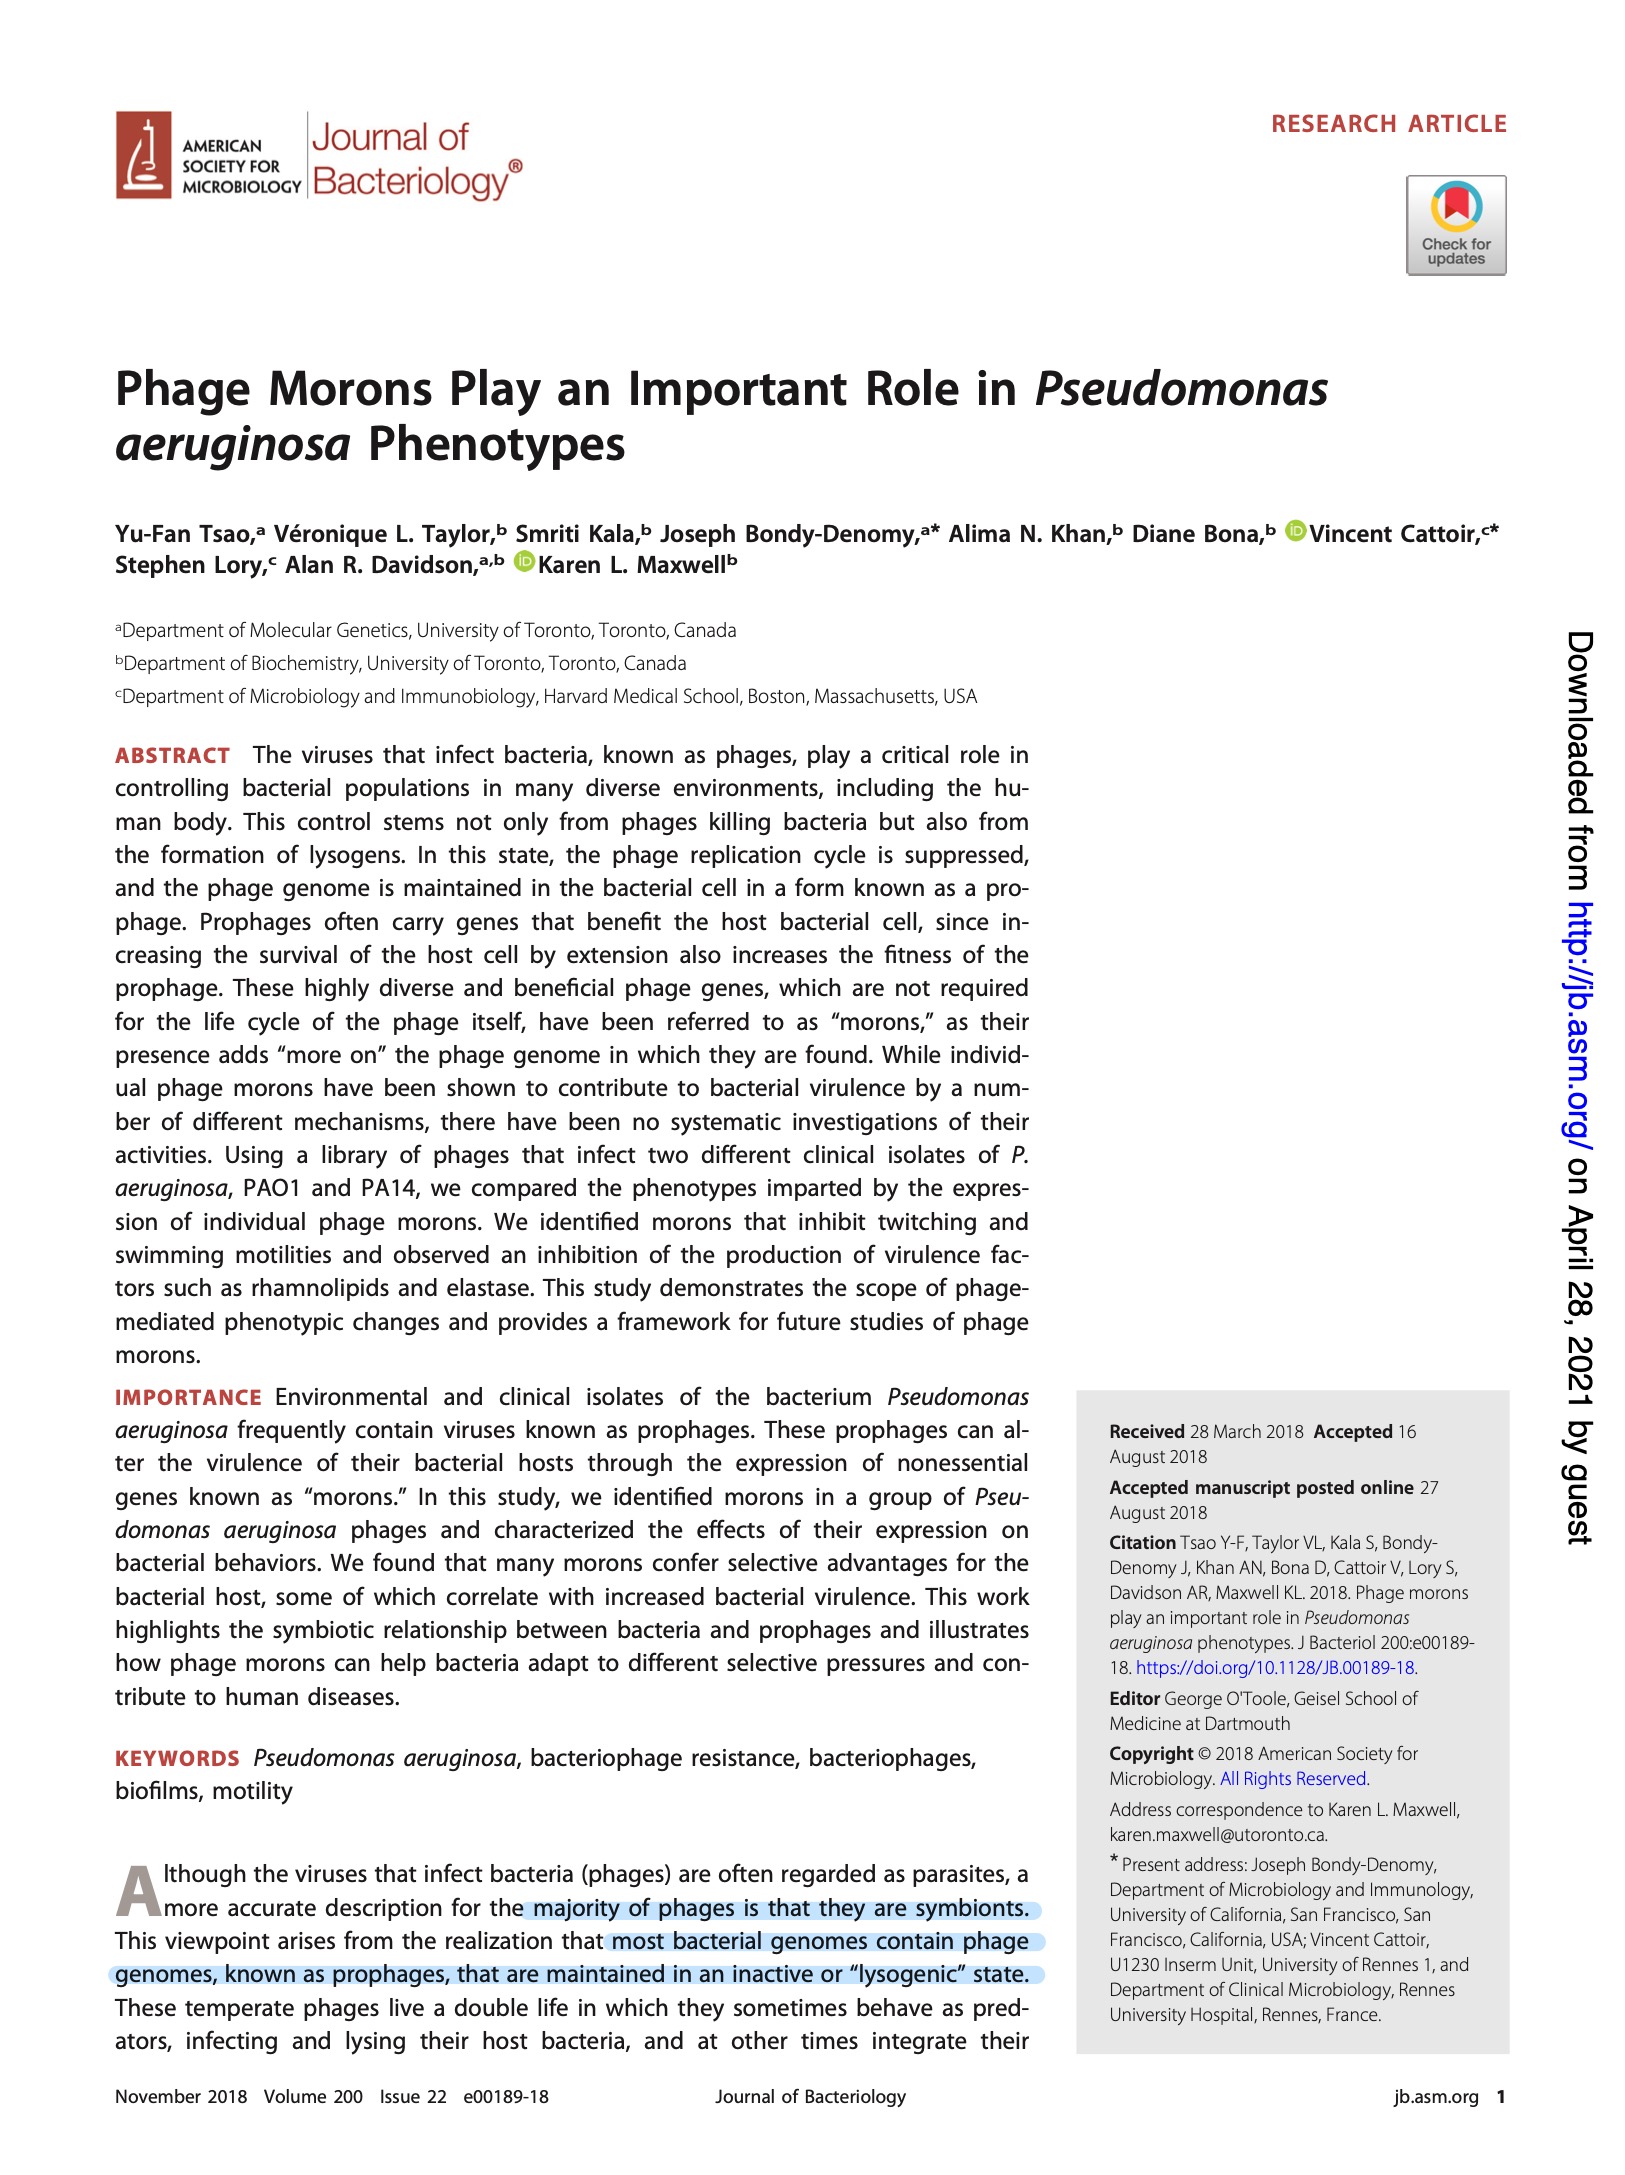 AMERICAN
SOCIETY FOR
MICROBIOLOGY
Journal of
Bacteriology®
RESEARCH ARTICLE
Check for
updates
Phage Morons Play an Important Role in Pseudomonas
aeruginosa Phenotypes
Yu-Fan Tsao,ᵃ Véronique L. Taylor,ᵇ Smriti Kala,ᵇ Joseph Bondy-Denomy,ᵃ* Alima N. Khan,ᵇ Diane Bona,ᵇ iD Vincent Cattoir,ᶜ*
Stephen Lory,ᶜ Alan R. Davidson,ᵃ,ᵇ iD Karen L. Maxwellᵇ
ᵃDepartment of Molecular Genetics, University of Toronto, Toronto, Canada
ᵇDepartment of Biochemistry, University of Toronto, Toronto, Canada
ᶜDepartment of Microbiology and Immunobiology, Harvard Medical School, Boston, Massachusetts, USA
ABSTRACT The viruses that infect bacteria, known as phages, play a critical role in
controlling bacterial populations in many diverse environments, including the hu-
man body. This control stems not only from phages killing bacteria but also from
the formation of lysogens. In this state, the phage replication cycle is suppressed,
and the phage genome is maintained in the bacterial cell in a form known as a pro-
phage. Prophages often carry genes that benefit the host bacterial cell, since in-
creasing the survival of the host cell by extension also increases the fitness of the
prophage. These highly diverse and beneficial phage genes, which are not required
for the life cycle of the phage itself, have been referred to as “morons,” as their
presence adds “more on” the phage genome in which they are found. While individ-
ual phage morons have been shown to contribute to bacterial virulence by a num-
ber of different mechanisms, there have been no systematic investigations of their
activities. Using a library of phages that infect two different clinical isolates of P.
aeruginosa, PAO1 and PA14, we compared the phenotypes imparted by the expres-
sion of individual phage morons. We identified morons that inhibit twitching and
swimming motilities and observed an inhibition of the production of virulence fac-
tors such as rhamnolipids and elastase. This study demonstrates the scope of phage-
mediated phenotypic changes and provides a framework for future studies of phage
morons.
IMPORTANCE Environmental and clinical isolates of the bacterium Pseudomonas
aeruginosa frequently contain viruses known as prophages. These prophages can al-
ter the virulence of their bacterial hosts through the expression of nonessential
genes known as “morons.” In this study, we identified morons in a group of Pseu-
domonas aeruginosa phages and characterized the effects of their expression on
bacterial behaviors. We found that many morons confer selective advantages for the
bacterial host, some of which correlate with increased bacterial virulence. This work
highlights the symbiotic relationship between bacteria and prophages and illustrates
how phage morons can help bacteria adapt to different selective pressures and con-
tribute to human diseases.
KEYWORDS Pseudomonas aeruginosa, bacteriophage resistance, bacteriophages,
biofilms, motility
Although the viruses that infect bacteria (phages) are often regarded as parasites, a
more accurate description for the majority of phages is that they are symbionts.
This viewpoint arises from the realization that most bacterial genomes contain phage
genomes, known as prophages, that are maintained in an inactive or “lysogenic” state.
These temperate phages live a double life in which they sometimes behave as pred-
ators, infecting and lysing their host bacteria, and at other times integrate their
Received 28 March 2018 Accepted 16
August 2018
Accepted manuscript posted online 27
August 2018
Citation Tsao Y-F, Taylor VL, Kala S, Bondy-
Denomy J, Khan AN, Bona D, Cattoir V, Lory S,
Davidson AR, Maxwell KL. 2018. Phage morons
play an important role in Pseudomonas
aeruginosa phenotypes. J Bacteriol 200:e00189-
18. https://doi.org/10.1128/JB.00189-18.
Editor George O'Toole, Geisel School of
Medicine at Dartmouth
Copyright © 2018 American Society for
Microbiology. All Rights Reserved.
Address correspondence to Karen L. Maxwell,
karen.maxwell@utoronto.ca.
* Present address: Joseph Bondy-Denomy,
Department of Microbiology and Immunology,
University of California, San Francisco, San
Francisco, California, USA; Vincent Cattoir,
U1230 Inserm Unit, University of Rennes 1, and
Department of Clinical Microbiology, Rennes
University Hospital, Rennes, France.
November 2018 Volume 200 Issue 22 e00189-18
Journal of Bacteriology
jb.asm.org 1
Downloaded from http://jb.asm.org/ on April 28, 2021 by guest